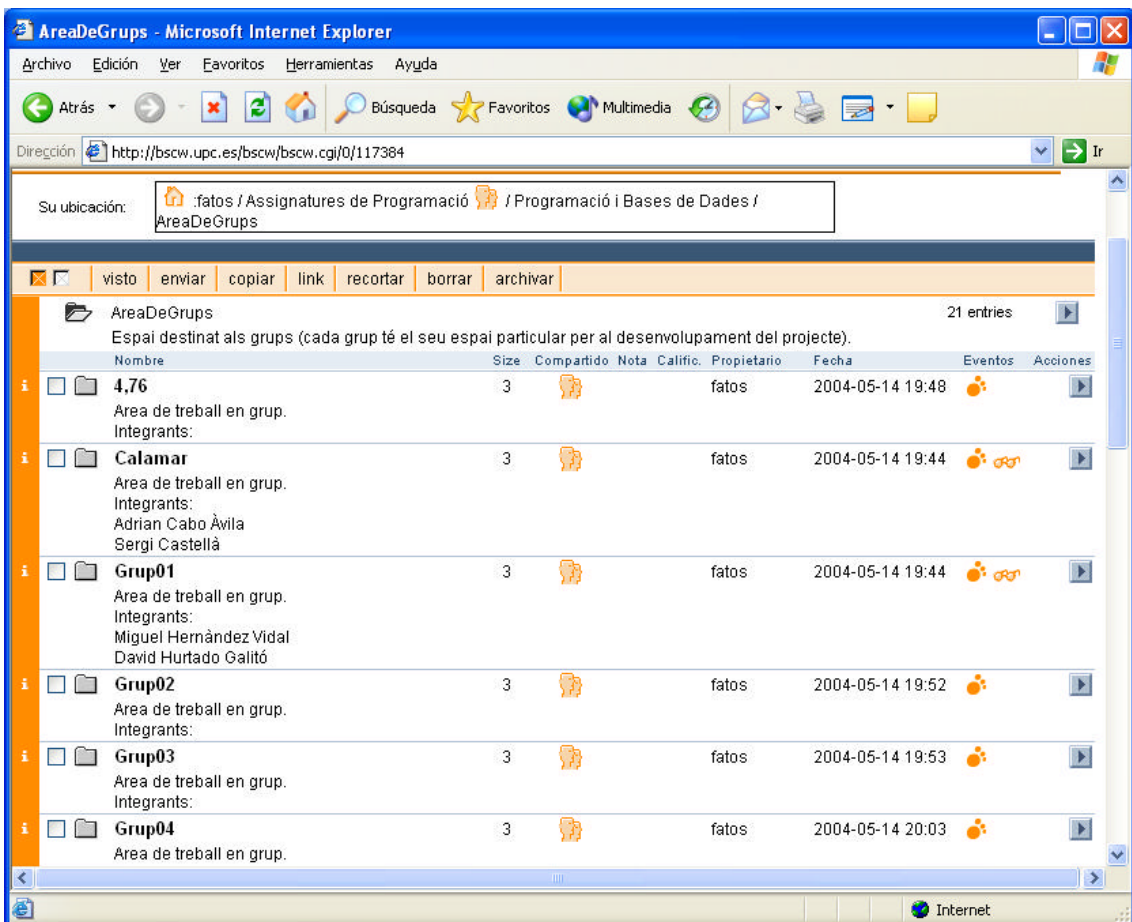 AreaDeGrups - Microsoft Internet Explorer
Archivo Edición Ver Favoritos Herramientas Ayuda
Atrás Búsqueda Favoritos Multimedia
Dirección http://bscw.upc.es/bscw/bscw.cgi/0/117384 Ir
Su ubicación: :fatos / Assignatures de Programació / Programació i Bases de Dades /
AreaDeGrups
visto enviar copiar link recortar borrar archivar
AreaDeGrups 21 entries
Espai destinat als grups (cada grup té el seu espai particular per al desenvolupament del projecte).
Nombre Size Compartido Nota Calific. Propietario Fecha Eventos Acciones
i 4,76 3 fatos 2004-05-14 19:48
Area de treball en grup.
Integrants:
i Calamar 3 fatos 2004-05-14 19:44
Area de treball en grup.
Integrants:
Adrian Cabo Àvila
Sergi Castellà
i Grup01 3 fatos 2004-05-14 19:44
Area de treball en grup.
Integrants:
Miguel Hernàndez Vidal
David Hurtado Galitó
i Grup02 3 fatos 2004-05-14 19:52
Area de treball en grup.
Integrants:
i Grup03 3 fatos 2004-05-14 19:53
Area de treball en grup.
Integrants:
i Grup04 3 fatos 2004-05-14 20:03
Area de treball en grup.
Internet